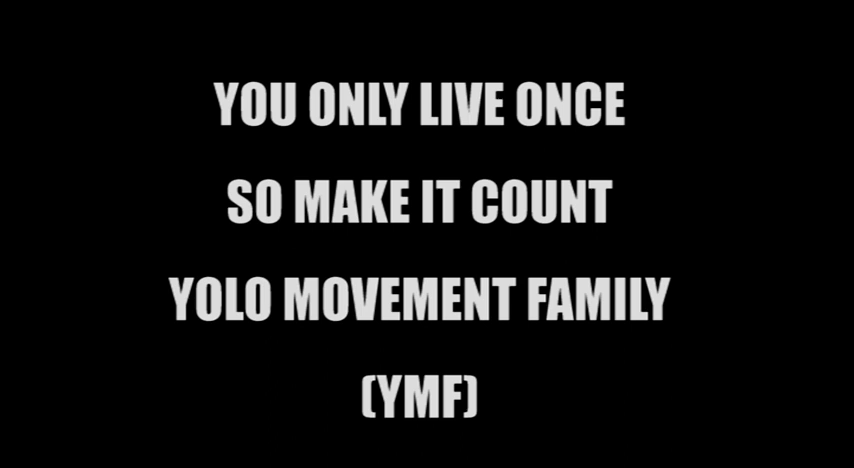 YOU ONLY LIVE ONCE
SO MAKE IT COUNT
YOLO MOVEMENT FAMILY
(YMF)